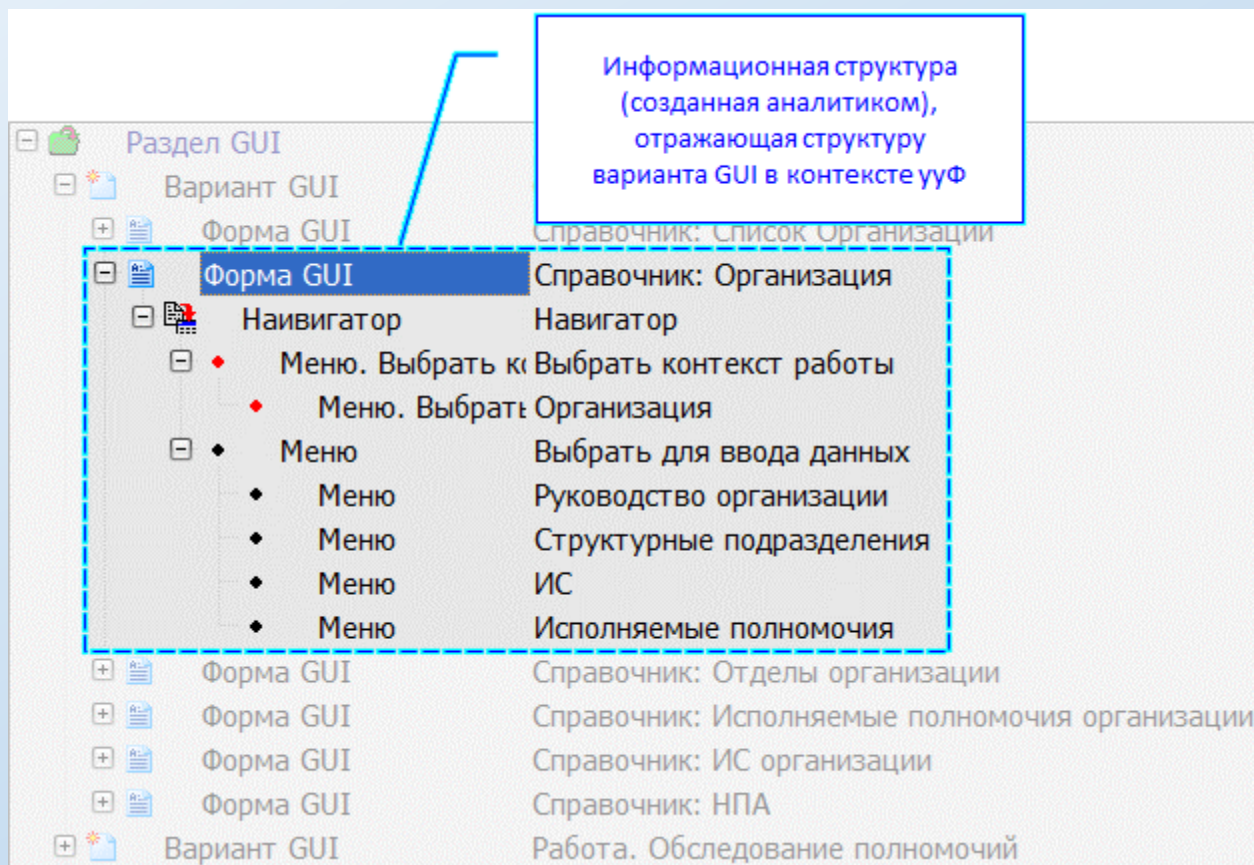 Информационная структура
(созданная аналитиком),
отражающая структуру
варианта GUI в контексте ууФ
Раздел GUI
Вариант GUI
Форма GUI Справочник: Список Организаций
Форма GUI Справочник: Организация
Наивигатор Навигатор
Меню. Выбрать ко Выбрать контекст работы
Меню. Выбрать Организация
Меню Выбрать для ввода данных
Меню Руководство организации
Меню Структурные подразделения
Меню ИС
Меню Исполняемые полномочия
Форма GUI Справочник: Отделы организации
Форма GUI Справочник: Исполняемые полномочия организации
Форма GUI Справочник: ИС организации
Форма GUI Справочник: НПА
Вариант GUI Работа. Обследование полномочий